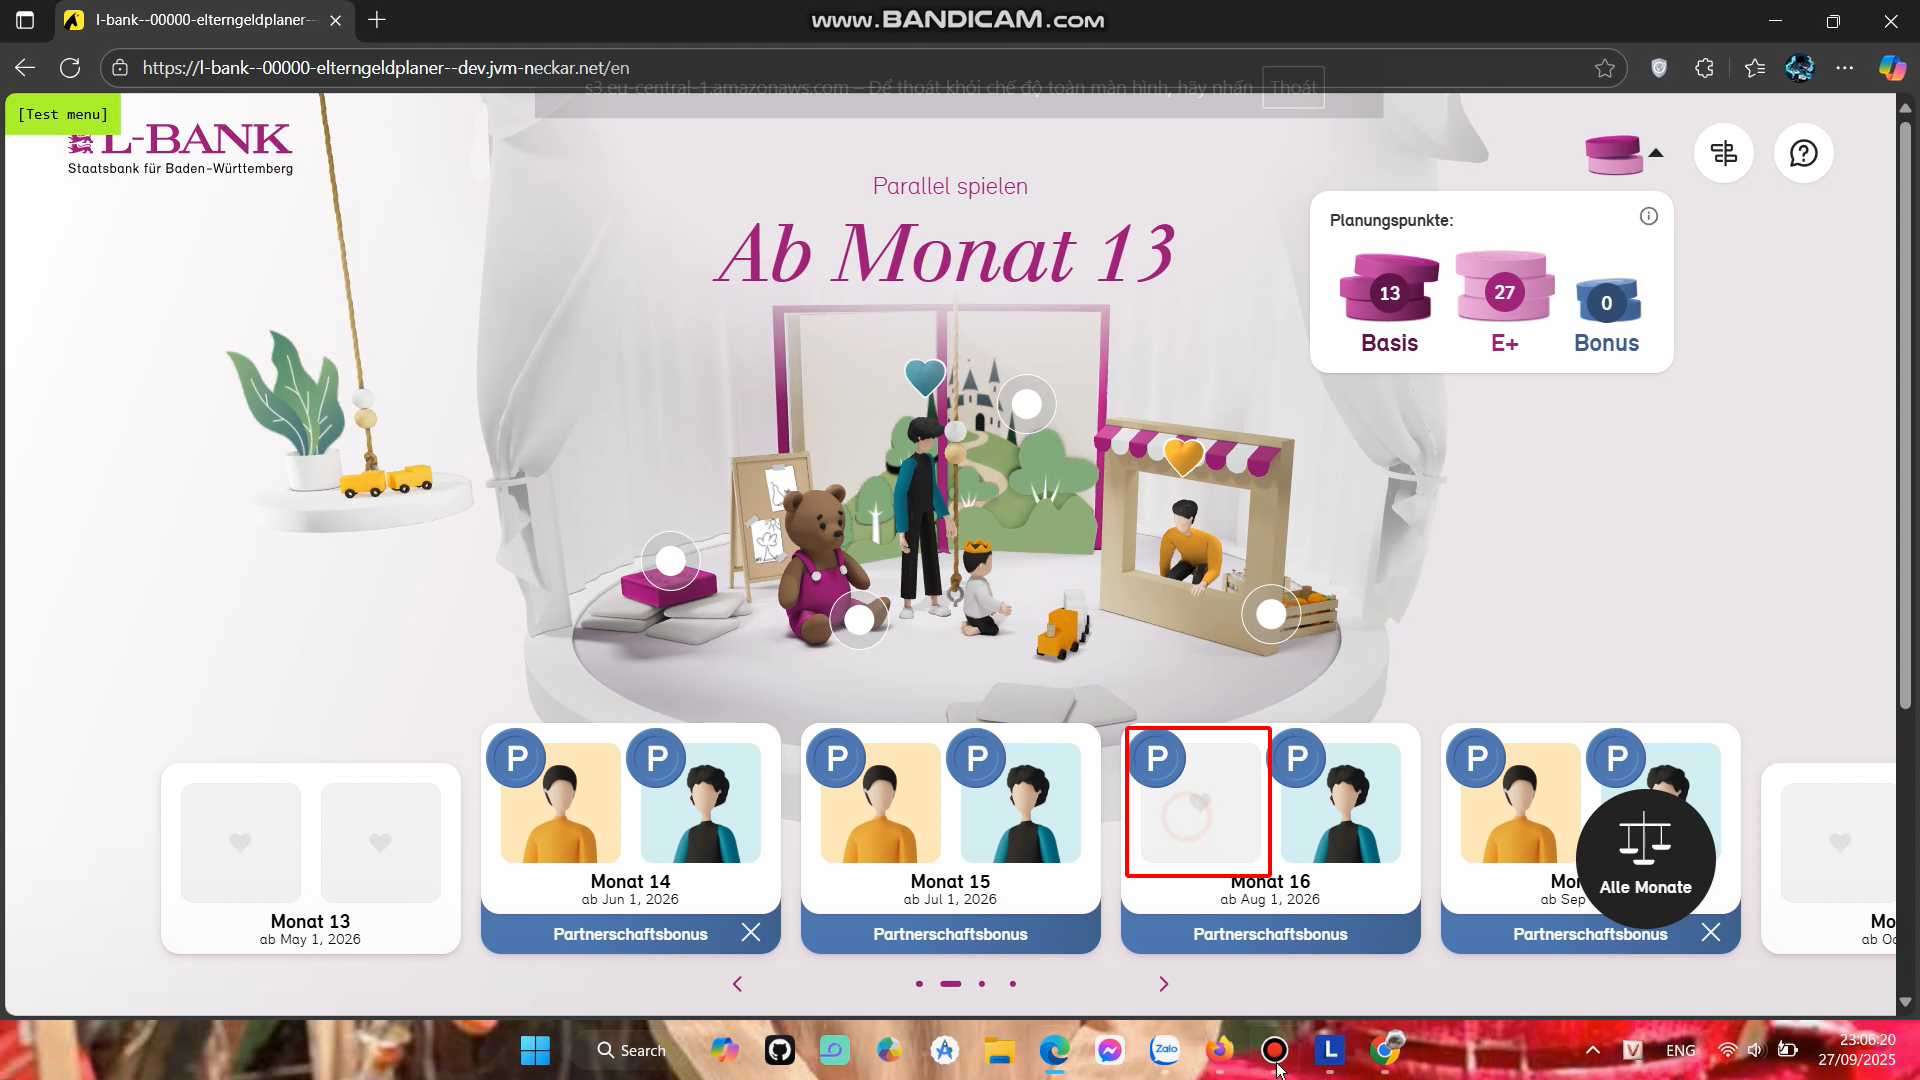 l-bank--00000-elterngeldplaner-
www.BANDICAM.com
https://l-bank--00000-elterngeldplaner--dev.jvm-neckar.net/en
s3.eu-central-1.amazonaws.com – Để thoát khỏi chế độ toàn màn hình, hãy nhấn Thoát
[Test menu]
L-BANK
Staatsbank für Baden-Württemberg
Parallel spielen
Ab Monat 13
Planungspunkte:
13 27 0
Basis E+ Bonus
P P P P P P P P
Monat 13
ab May 1, 2026
Monat 14
ab Jun 1, 2026
Partnerschaftsbonus
Monat 15
ab Jul 1, 2026
Partnerschaftsbonus
Monat 16
ab Aug 1, 2026
Partnerschaftsbonus
Mo
ab Sep
Partnerschaftsbonus
Alle Monate
Mo
ab Oc
Search
Zalo
L
V
ENG
23:06:20
27/09/2025